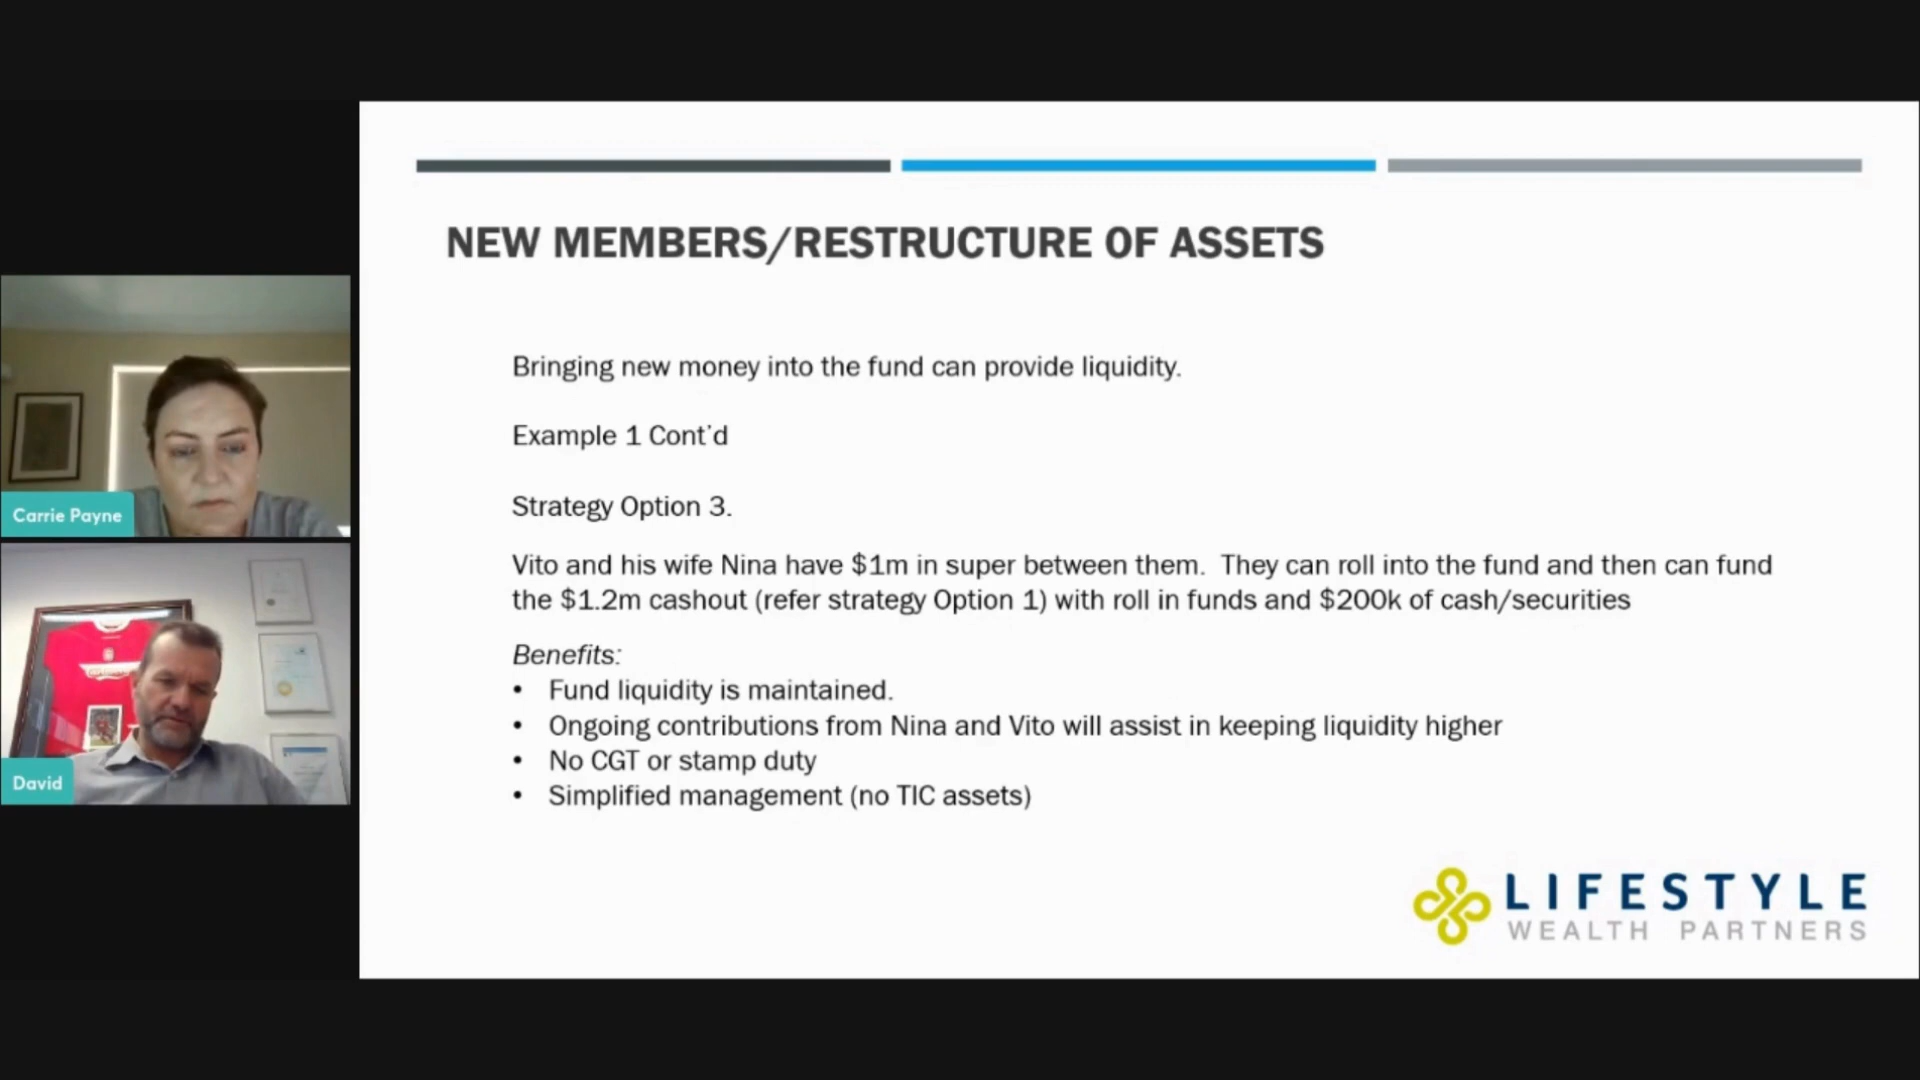 NEW MEMBERS/RESTRUCTURE OF ASSETS
Bringing new money into the fund can provide liquidity.
Example 1 Cont'd
Strategy Option 3.
Vito and his wife Nina have $1m in super between them.  They can roll into the fund and then can fund
the $1.2m cashout (refer strategy Option 1) with roll in funds and $200k of cash/securities
Benefits:
• Fund liquidity is maintained.
• Ongoing contributions from Nina and Vito will assist in keeping liquidity higher
• No CGT or stamp duty
• Simplified management (no TIC assets)
LIFESTYLE
WEALTH PARTNERS
Carrie Payne
David